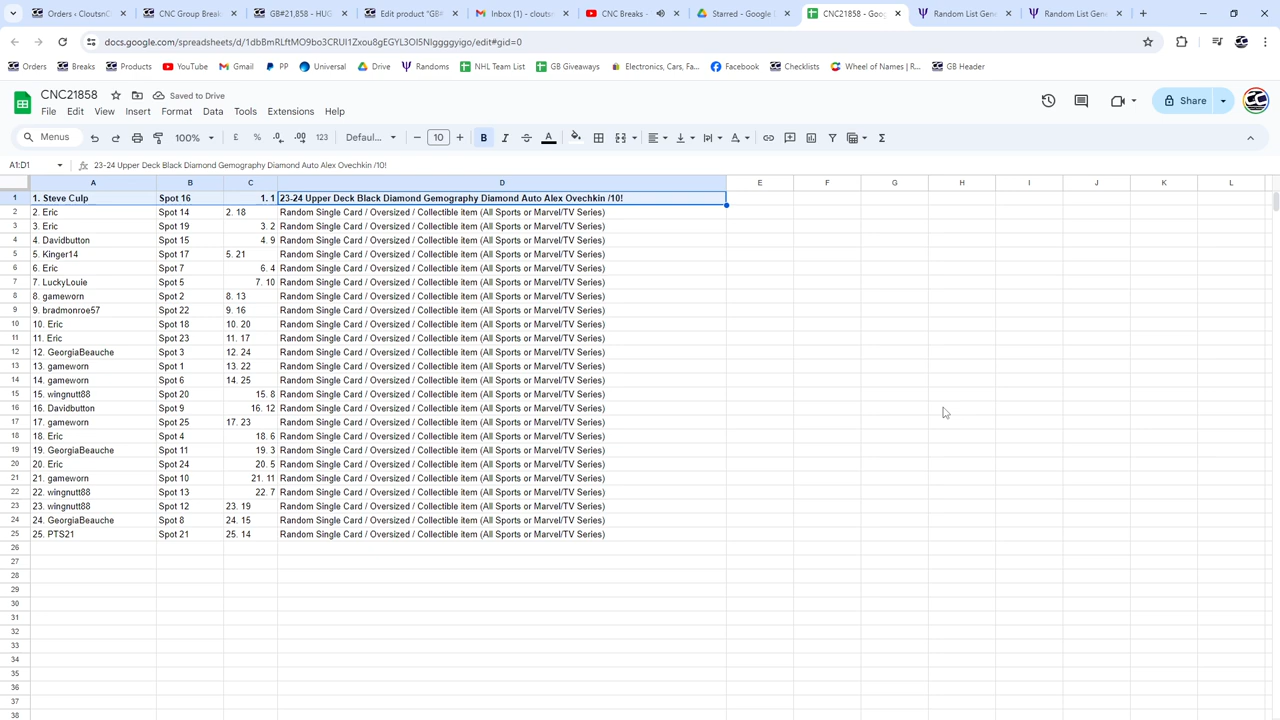 Orders ‹ CloutsnC
CNC Group Break
GB#21,858 - HUG
Edit product "GB
Inbox (1) - clouts
CNC Breaks -
Starred - Google
CNC21858 - Goo
Random List Gene
Random List Gene
docs.google.com/spreadsheets/d/1dbBmRLftMO9bo3CRUI1Zxou8gEGYL3OI5NIggggyigo/edit#gid=0
Orders Breaks Products YouTube Gmail PP Universal Drive Randoms NHL Team List GB Giveaways Electronics, Cars, Fa... Facebook Checklists Wheel of Names | R... GB Header
CNC21858 Saved to Drive
File Edit View Insert Format Data Tools Extensions Help
Share
Menus 100% £ % .0 .00 123 Defaul... 10 B I A
A1:D1 fx 23-24 Upper Deck Black Diamond Gemography Diamond Auto Alex Ovechkin /10!
A B C D E F G H I J K L
1 1. Steve Culp Spot 16 1. 1 23-24 Upper Deck Black Diamond Gemography Diamond Auto Alex Ovechkin /10!
2 2. Eric Spot 14 2. 18 Random Single Card / Oversized / Collectible item (All Sports or Marvel/TV Series)
3 3. Eric Spot 19 3. 2 Random Single Card / Oversized / Collectible item (All Sports or Marvel/TV Series)
4 4. Davidbutton Spot 15 4. 9 Random Single Card / Oversized / Collectible item (All Sports or Marvel/TV Series)
5 5. Kinger14 Spot 17 5. 21 Random Single Card / Oversized / Collectible item (All Sports or Marvel/TV Series)
6 6. Eric Spot 7 6. 4 Random Single Card / Oversized / Collectible item (All Sports or Marvel/TV Series)
7 7. LuckyLouie Spot 5 7. 10 Random Single Card / Oversized / Collectible item (All Sports or Marvel/TV Series)
8 8. gameworn Spot 2 8. 13 Random Single Card / Oversized / Collectible item (All Sports or Marvel/TV Series)
9 9. bradmonroe57 Spot 22 9. 16 Random Single Card / Oversized / Collectible item (All Sports or Marvel/TV Series)
10 10. Eric Spot 18 10. 20 Random Single Card / Oversized / Collectible item (All Sports or Marvel/TV Series)
11 11. Eric Spot 23 11. 17 Random Single Card / Oversized / Collectible item (All Sports or Marvel/TV Series)
12 12. GeorgiaBeauche Spot 3 12. 24 Random Single Card / Oversized / Collectible item (All Sports or Marvel/TV Series)
13 13. gameworn Spot 1 13. 22 Random Single Card / Oversized / Collectible item (All Sports or Marvel/TV Series)
14 14. gameworn Spot 6 14. 25 Random Single Card / Oversized / Collectible item (All Sports or Marvel/TV Series)
15 15. wingnutt88 Spot 20 15. 8 Random Single Card / Oversized / Collectible item (All Sports or Marvel/TV Series)
16 16. Davidbutton Spot 9 16. 12 Random Single Card / Oversized / Collectible item (All Sports or Marvel/TV Series)
17 17. gameworn Spot 25 17. 23 Random Single Card / Oversized / Collectible item (All Sports or Marvel/TV Series)
18 18. Eric Spot 4 18. 6 Random Single Card / Oversized / Collectible item (All Sports or Marvel/TV Series)
19 19. GeorgiaBeauche Spot 11 19. 3 Random Single Card / Oversized / Collectible item (All Sports or Marvel/TV Series)
20 20. Eric Spot 24 20. 5 Random Single Card / Oversized / Collectible item (All Sports or Marvel/TV Series)
21 21. gameworn Spot 10 21. 11 Random Single Card / Oversized / Collectible item (All Sports or Marvel/TV Series)
22 22. wingnutt88 Spot 13 22. 7 Random Single Card / Oversized / Collectible item (All Sports or Marvel/TV Series)
23 23. wingnutt88 Spot 12 23. 19 Random Single Card / Oversized / Collectible item (All Sports or Marvel/TV Series)
24 24. GeorgiaBeauche Spot 8 24. 15 Random Single Card / Oversized / Collectible item (All Sports or Marvel/TV Series)
25 25. PTS21 Spot 21 25. 14 Random Single Card / Oversized / Collectible item (All Sports or Marvel/TV Series)
26
27
28
29
30
31
32
33
34
35
36
37
38